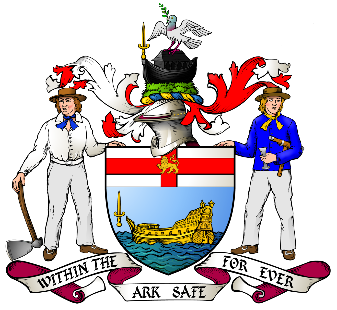 WITHIN THE
ARK SAFE
FOR EVER